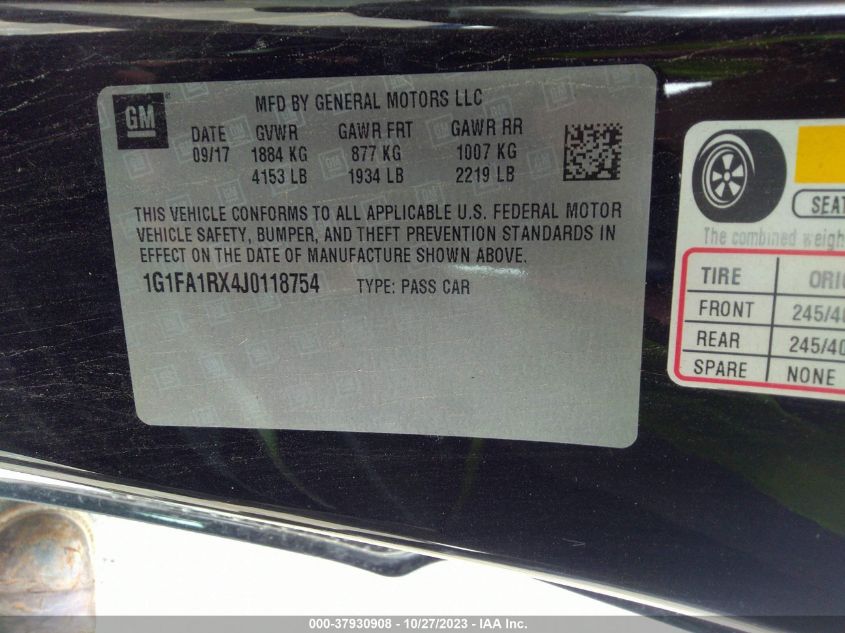 GM
MFD BY GENERAL MOTORS LLC
DATE GVWR GAWR FRT GAWR RR
09/17 1884 KG 877 KG 1007 KG
4153 LB 1934 LB 2219 LB
THIS VEHICLE CONFORMS TO ALL APPLICABLE U.S. FEDERAL MOTOR
VEHICLE SAFETY, BUMPER, AND THEFT PREVENTION STANDARDS IN
EFFECT ON THE DATE OF MANUFACTURE SHOWN ABOVE.
1G1FA1RX4J0118754 TYPE: PASS CAR
SEAT
The combined weigh
TIRE ORIG
FRONT 245/40
REAR 245/40
SPARE NONE
000-37930908 - 10/27/2023 - IAA Inc.